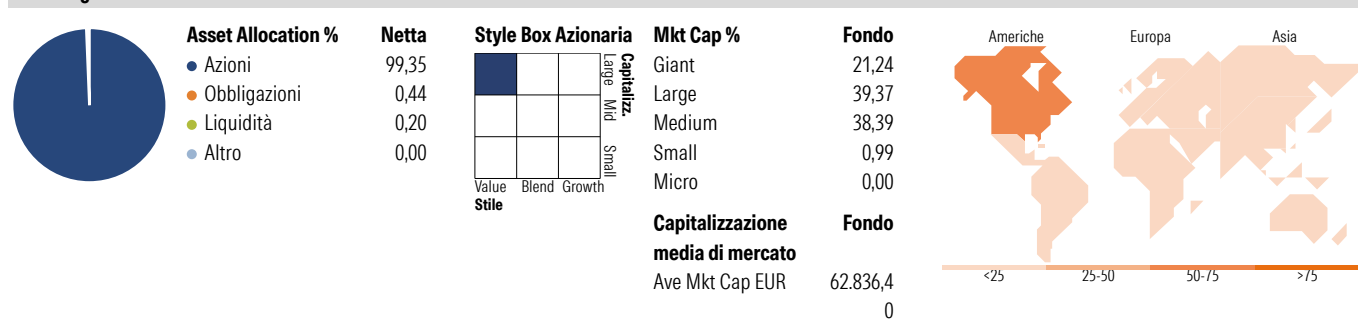 Asset Allocation % Netta
Azioni 99,35
Obbligazioni 0,44
Liquidità 0,20
Altro 0,00
Style Box Azionaria
Large
Mid
Small
Capitalizz.
Value Blend Growth
Stile
Mkt Cap % Fondo
Giant 21,24
Large 39,37
Medium 38,39
Small 0,99
Micro 0,00
Capitalizzazione Fondo
media di mercato
Ave Mkt Cap EUR 62.836,4
0
Americhe Europa Asia
<25 25-50 50-75 >75